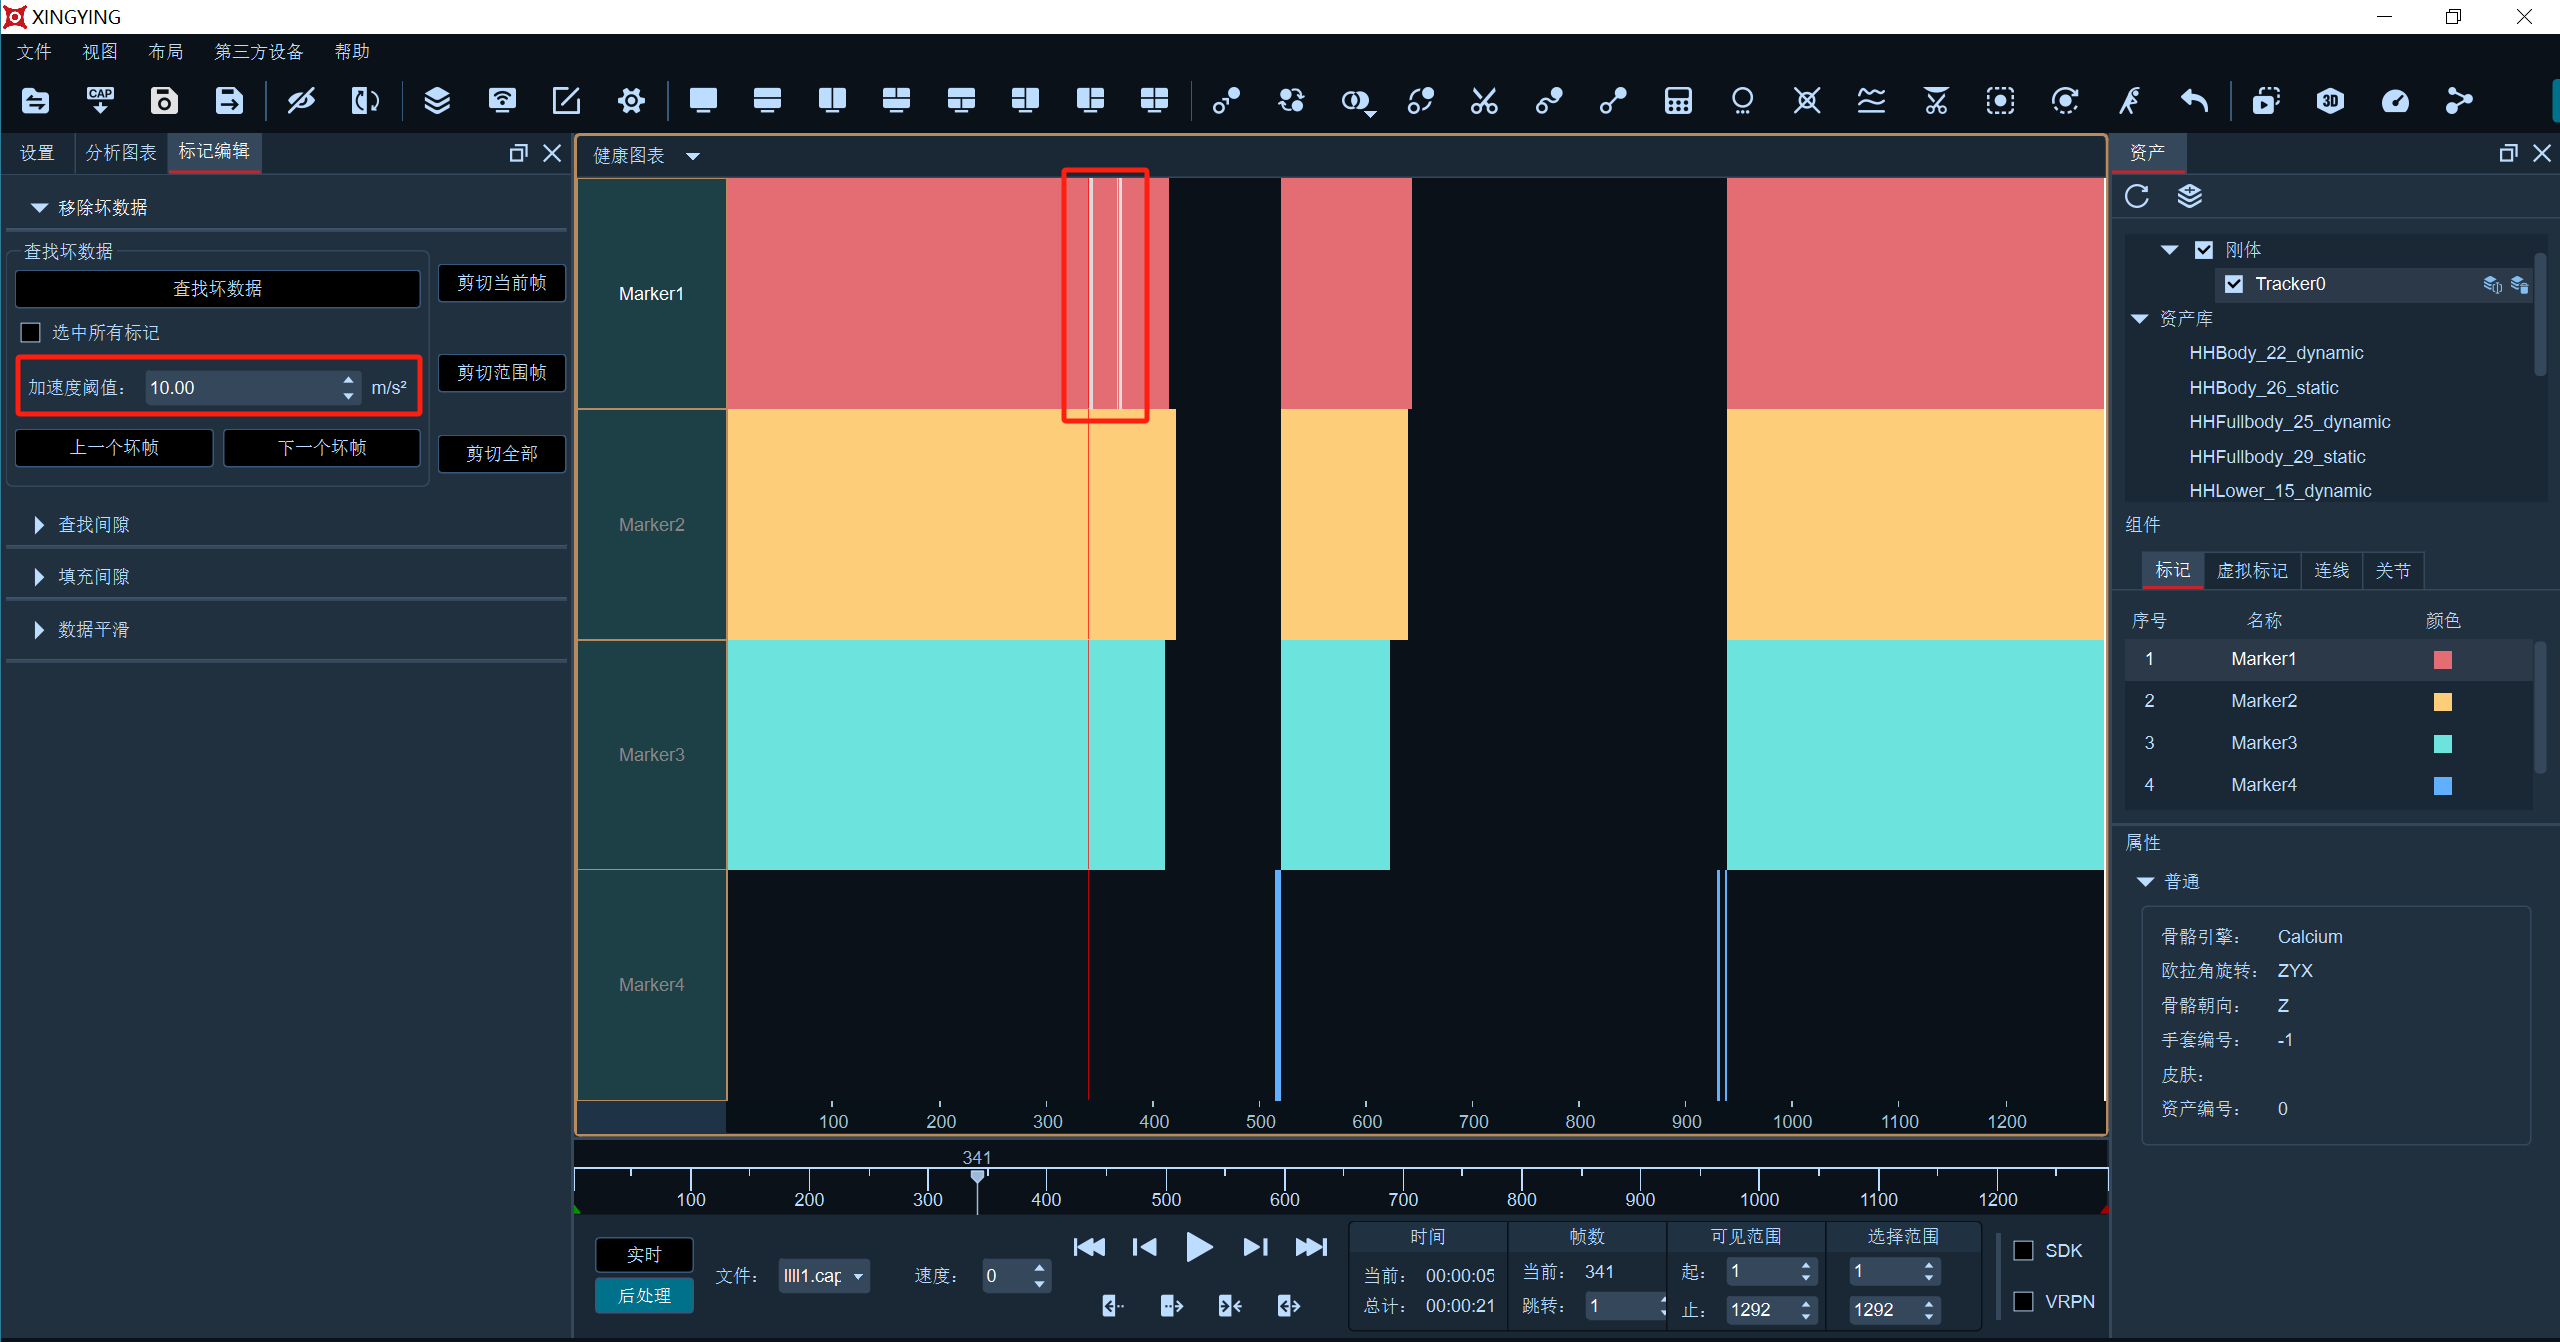 XINGYING
文件 视图 布局 第三方设备 帮助
CAP
3D
设置 分析图表 标记编辑
移除坏数据
查找坏数据
查找坏数据
剪切当前帧
选中所有标记
加速度阈值： 10.00 m/s²
剪切范围帧
上一个坏帧 下一个坏帧
剪切全部
查找间隙
填充间隙
数据平滑
健康图表
Marker1
Marker2
Marker3
Marker4
100 200 300 400 500 600 700 800 900 1000 1100 1200
341
100 200 300 400 500 600 700 800 900 1000 1100 1200
实时
后处理
文件： llll1.cap
速度： 0
时间 帧数 可见范围 选择范围
当前： 00:00:05 当前： 341 起： 1 1
总计： 00:00:21 跳转： 1 止： 1292 1292
SDK
VRPN
资产
刚体
Tracker0
资产库
HHBody_22_dynamic
HHBody_26_static
HHFullbody_25_dynamic
HHFullbody_29_static
HHLower_15_dynamic
组件
标记 虚拟标记 连线 关节
序号 名称 颜色
1 Marker1
2 Marker2
3 Marker3
4 Marker4
属性
普通
骨骼引擎： Calcium
欧拉角旋转： ZYX
骨骼朝向： Z
手套编号： -1
皮肤：
资产编号： 0